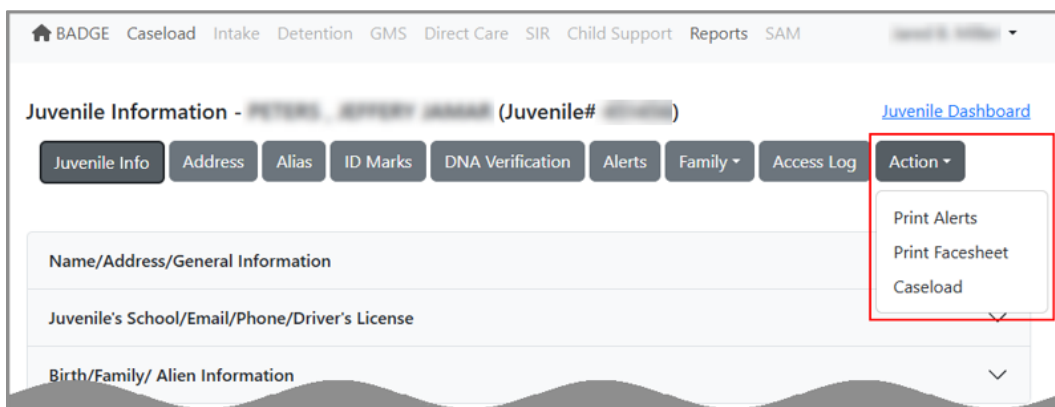 BADGE Caseload Intake Detention GMS Direct Care SIR Child Support Reports SAM
Juvenile Information - (Juvenile# )
Juvenile Dashboard
Juvenile Info Address Alias ID Marks DNA Verification Alerts Family Access Log Action
Print Alerts
Print Facesheet
Caseload
Name/Address/General Information
Juvenile's School/Email/Phone/Driver's License
Birth/Family/ Alien Information